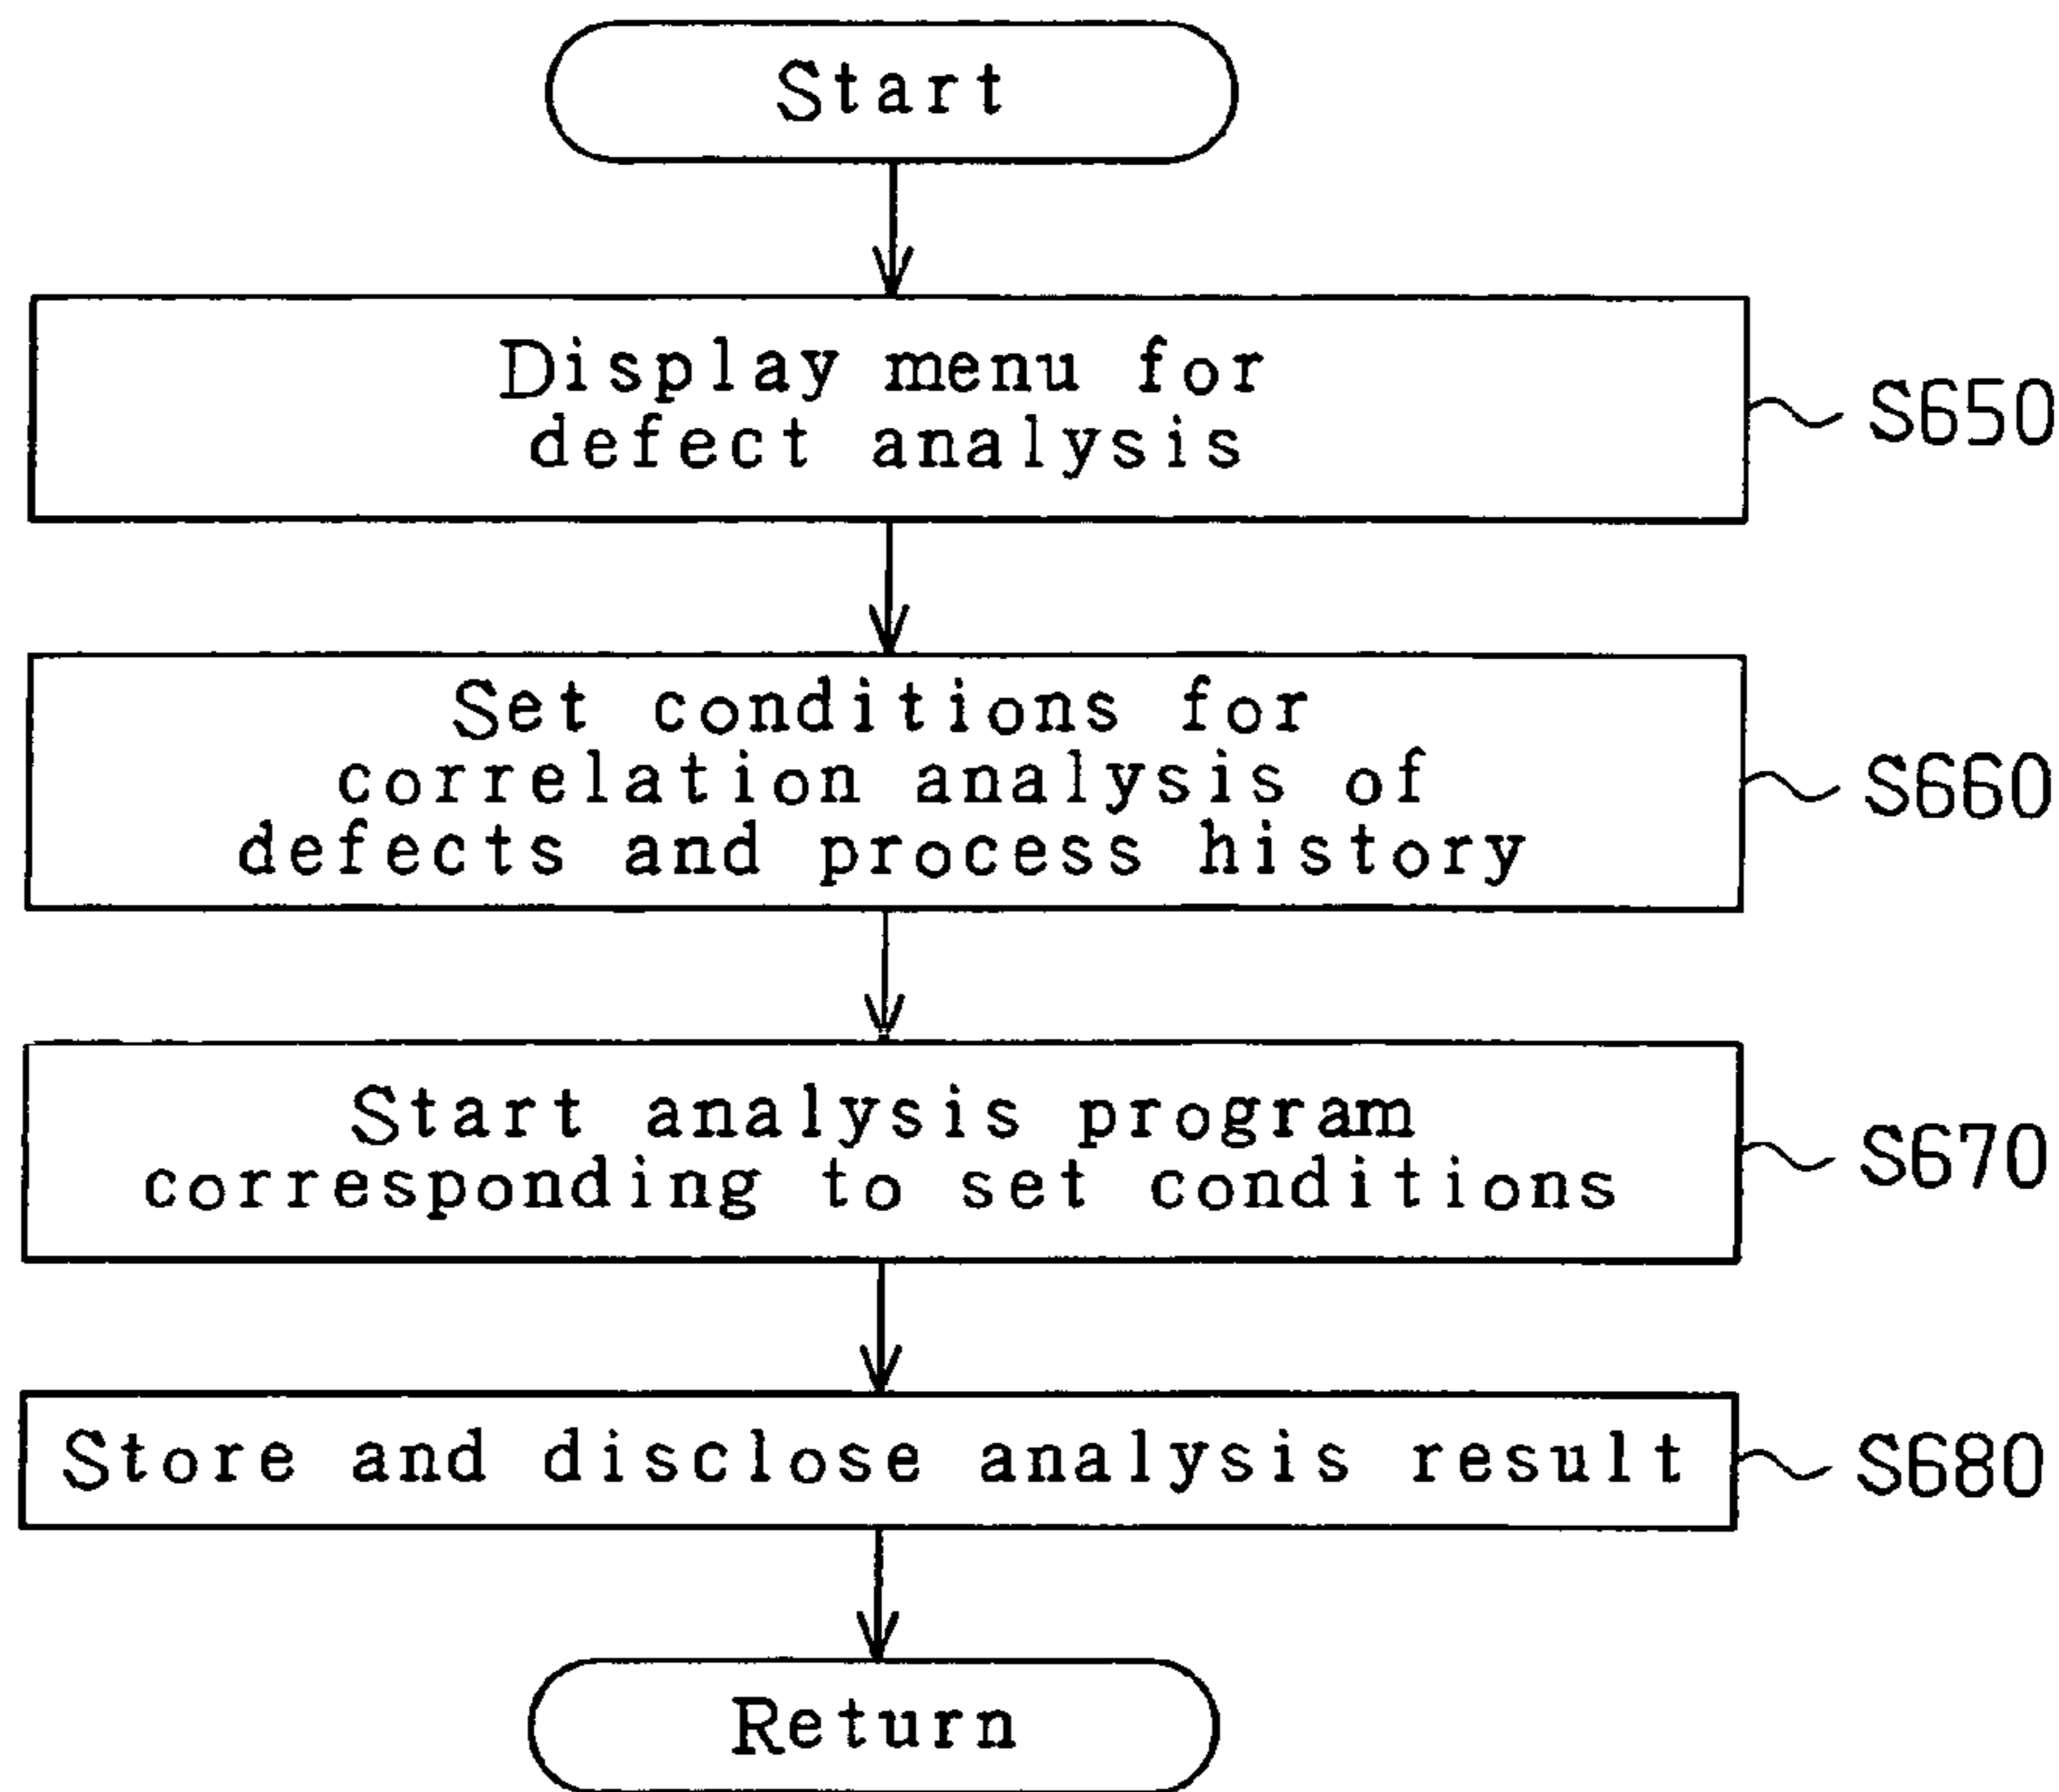 Start
Display menu for
defect analysis
S650
Set conditions for
correlation analysis of
defects and process history
S660
Start analysis program
corresponding to set conditions
S670
Store and disclose analysis result
S680
Return